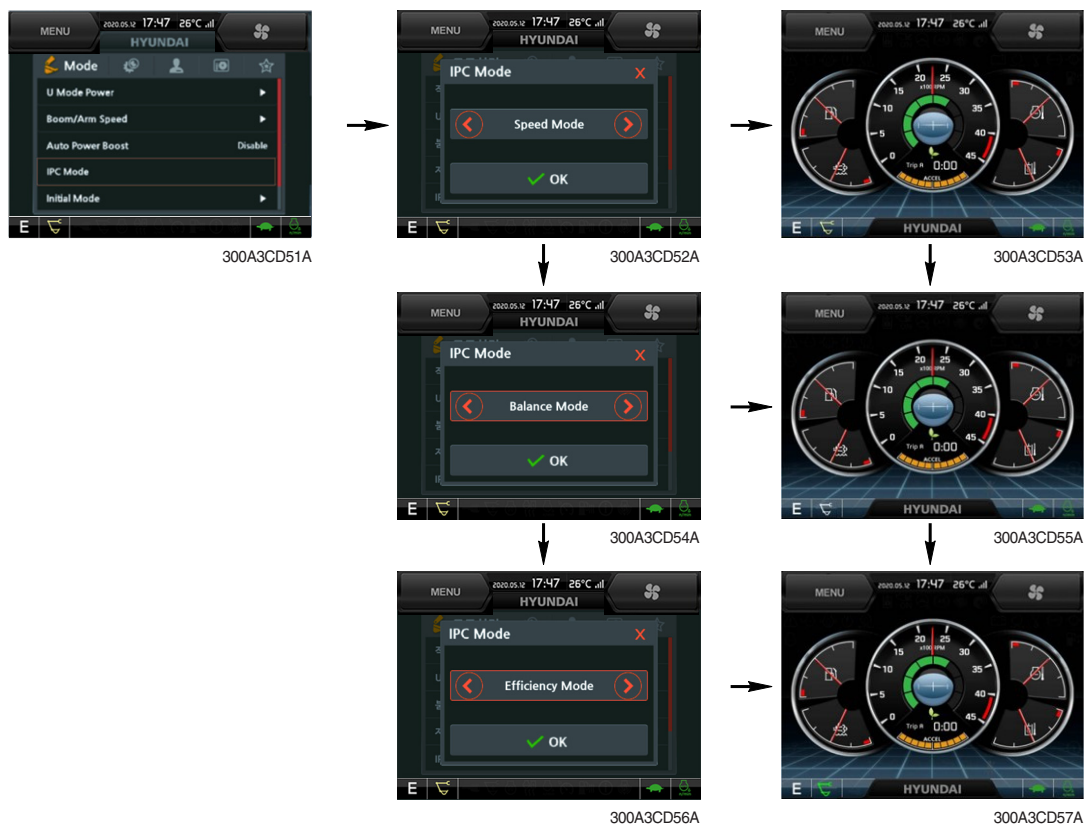 MENU 2020.05.12 17:47 26°C
HYUNDAI
Mode
U Mode Power
Boom/Arm Speed
Auto Power Boost Disable
IPC Mode
Initial Mode
E
300A3CD51A
MENU 2020.05.12 17:47 26°C
HYUNDAI
IPC Mode X
Speed Mode
OK
E
300A3CD52A
MENU 2020.05.12 17:47 26°C
0 5 10 15 20 25 30 35 40 45
x100 RPM
Trip A 0:00
ACCEL
E HYUNDAI
300A3CD53A
MENU 2020.05.12 17:47 26°C
HYUNDAI
IPC Mode X
Balance Mode
OK
E
300A3CD54A
MENU 2020.05.12 17:47 26°C
0 5 10 15 20 25 30 35 40 45
x100 RPM
Trip A 0:00
ACCEL
E HYUNDAI
300A3CD55A
MENU 2020.05.12 17:47 26°C
HYUNDAI
IPC Mode X
Efficiency Mode
OK
E
300A3CD56A
MENU 2020.05.12 17:47 26°C
0 5 10 15 20 25 30 35 40 45
x100 RPM
Trip A 0:00
ACCEL
E HYUNDAI
300A3CD57A